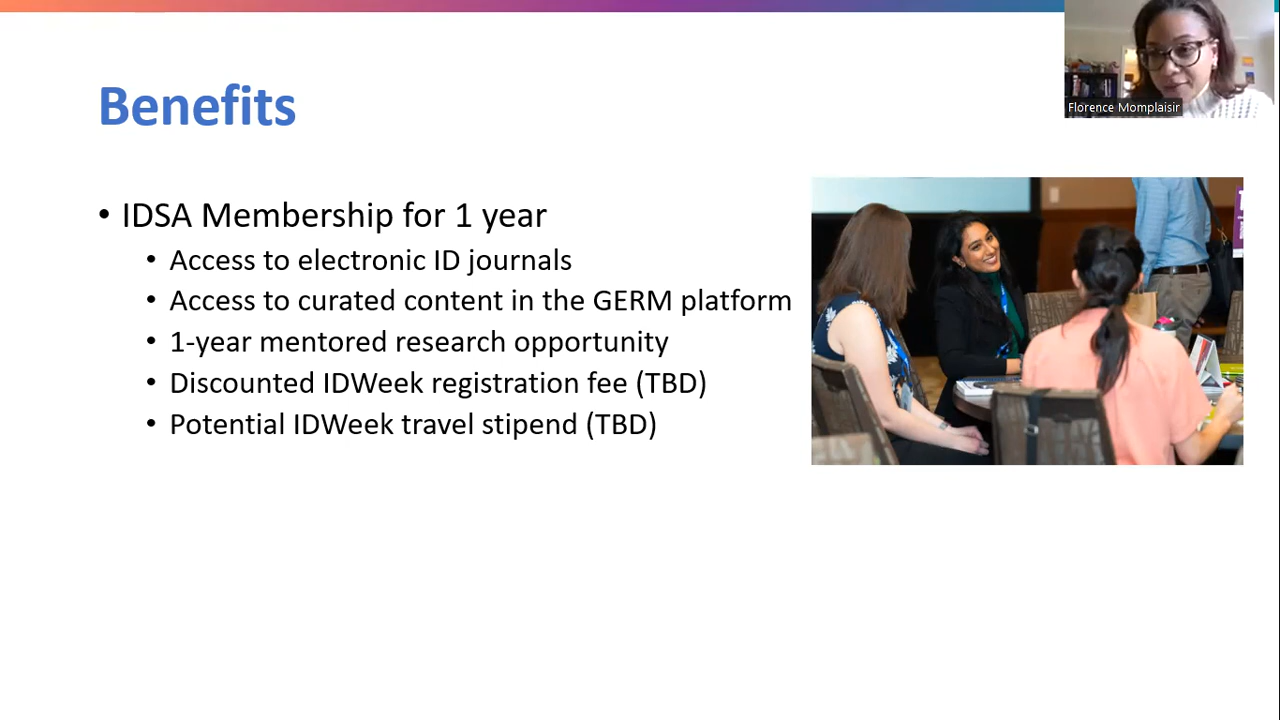 Benefits
Florence Momplaisir
• IDSA Membership for 1 year
• Access to electronic ID journals
• Access to curated content in the GERM platform
• 1-year mentored research opportunity
• Discounted IDWeek registration fee (TBD)
• Potential IDWeek travel stipend (TBD)